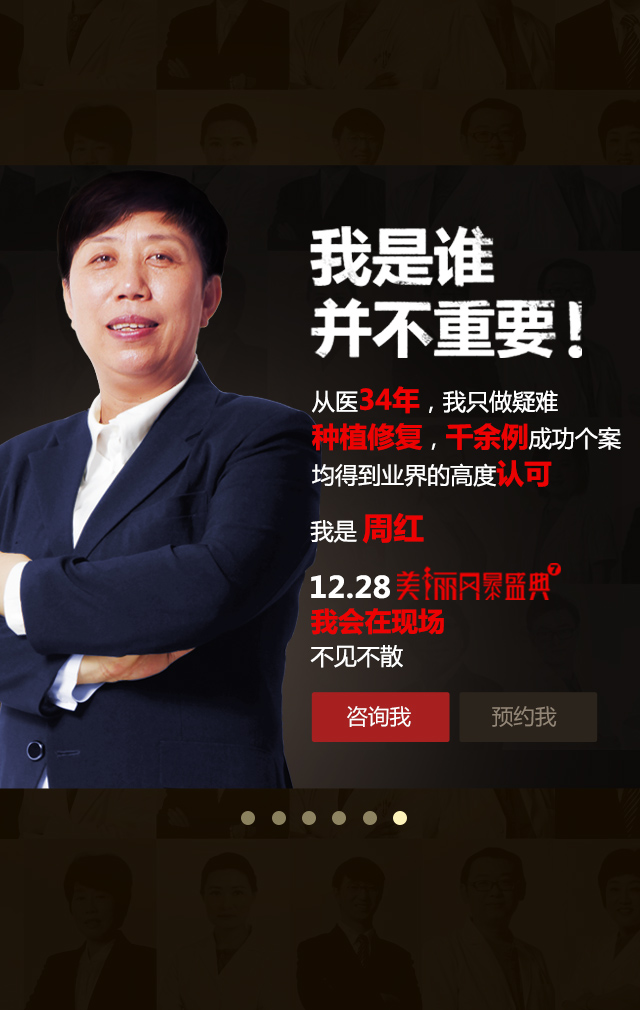 我是谁
并不重要！
从医34年，我只做疑难
种植修复，千余例成功个案
均得到业界的高度认可
我是 周红
12.28 美丽风暴盛典7
我会在现场
不见不散
咨询我
预约我